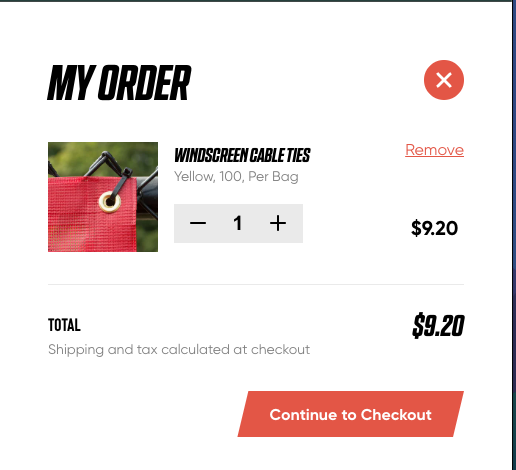 MY ORDER
WINDSCREEN CABLE TIES
Remove
Yellow, 100, Per Bag
1
$9.20
TOTAL
$9.20
Shipping and tax calculated at checkout
Continue to Checkout